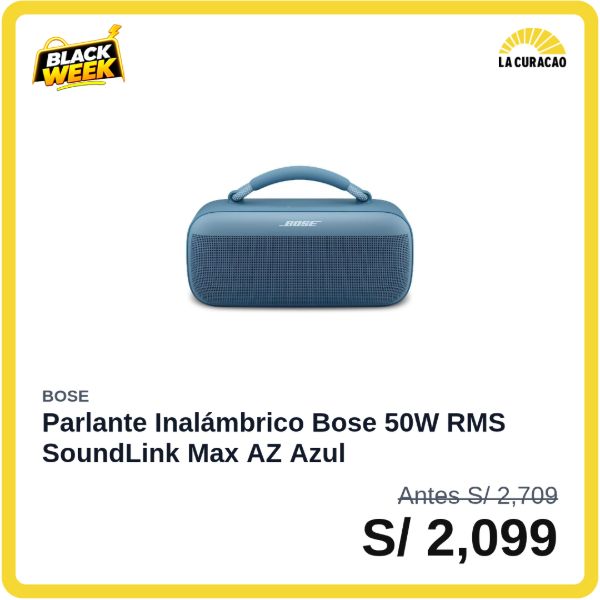 BLACK
WEEK
LA CURACAO
BOSE
BOSE
Parlante Inalámbrico Bose 50W RMS
SoundLink Max AZ Azul
Antes S/ 2,709
S/ 2,099